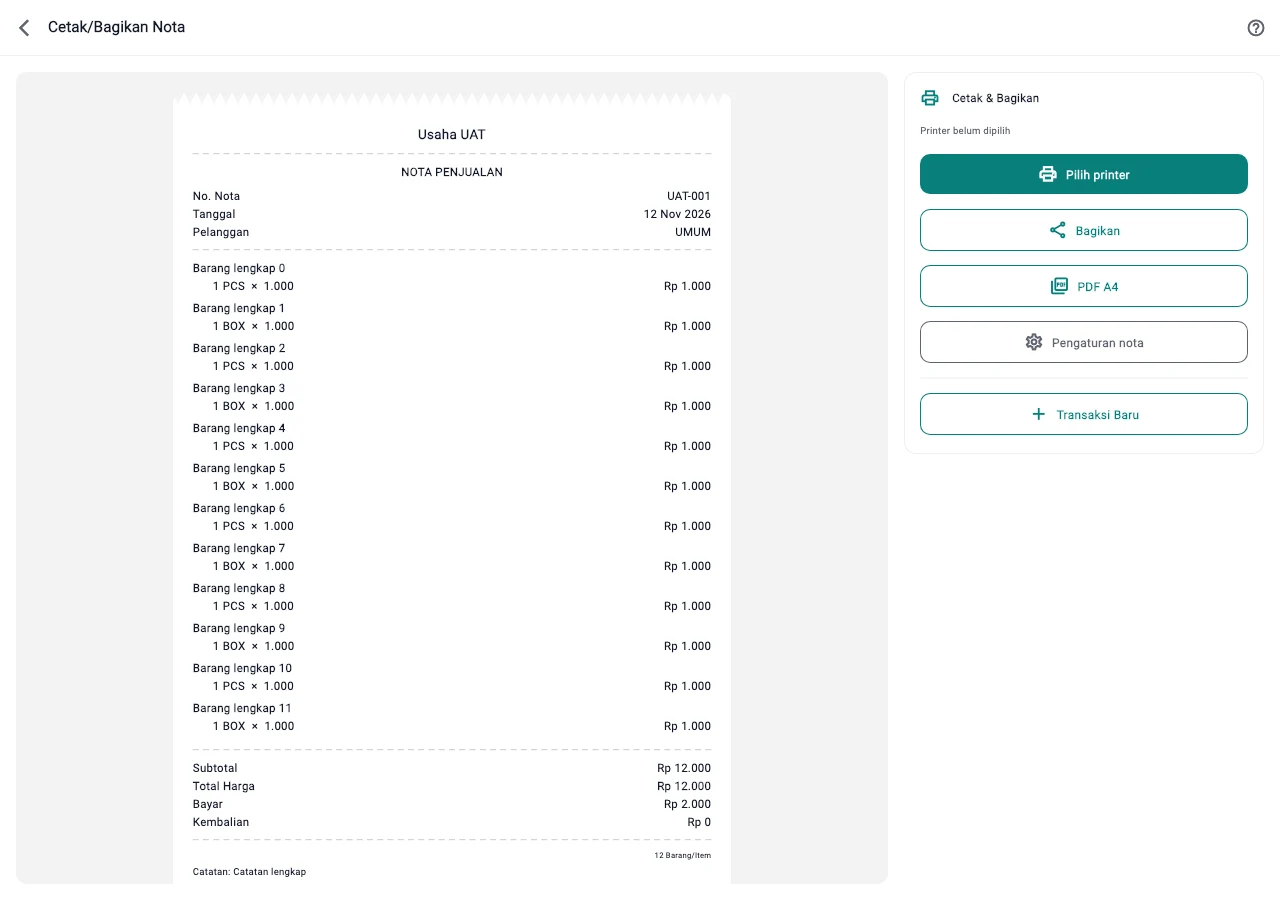 Cetak/Bagikan Nota
Usaha UAT
NOTA PENJUALAN
No. Nota UAT-001
Tanggal 12 Nov 2026
Pelanggan UMUM
Barang lengkap 0
1 PCS × 1.000 Rp 1.000
Barang lengkap 1
1 BOX × 1.000 Rp 1.000
Barang lengkap 2
1 PCS × 1.000 Rp 1.000
Barang lengkap 3
1 BOX × 1.000 Rp 1.000
Barang lengkap 4
1 PCS × 1.000 Rp 1.000
Barang lengkap 5
1 BOX × 1.000 Rp 1.000
Barang lengkap 6
1 PCS × 1.000 Rp 1.000
Barang lengkap 7
1 BOX × 1.000 Rp 1.000
Barang lengkap 8
1 PCS × 1.000 Rp 1.000
Barang lengkap 9
1 BOX × 1.000 Rp 1.000
Barang lengkap 10
1 PCS × 1.000 Rp 1.000
Barang lengkap 11
1 BOX × 1.000 Rp 1.000
Subtotal Rp 12.000
Total Harga Rp 12.000
Bayar Rp 2.000
Kembalian Rp 0
12 Barang/Item
Catatan: Catatan lengkap
Cetak & Bagikan
Printer belum dipilih
Pilih printer
Bagikan
PDF PDF A4
Pengaturan nota
Transaksi Baru